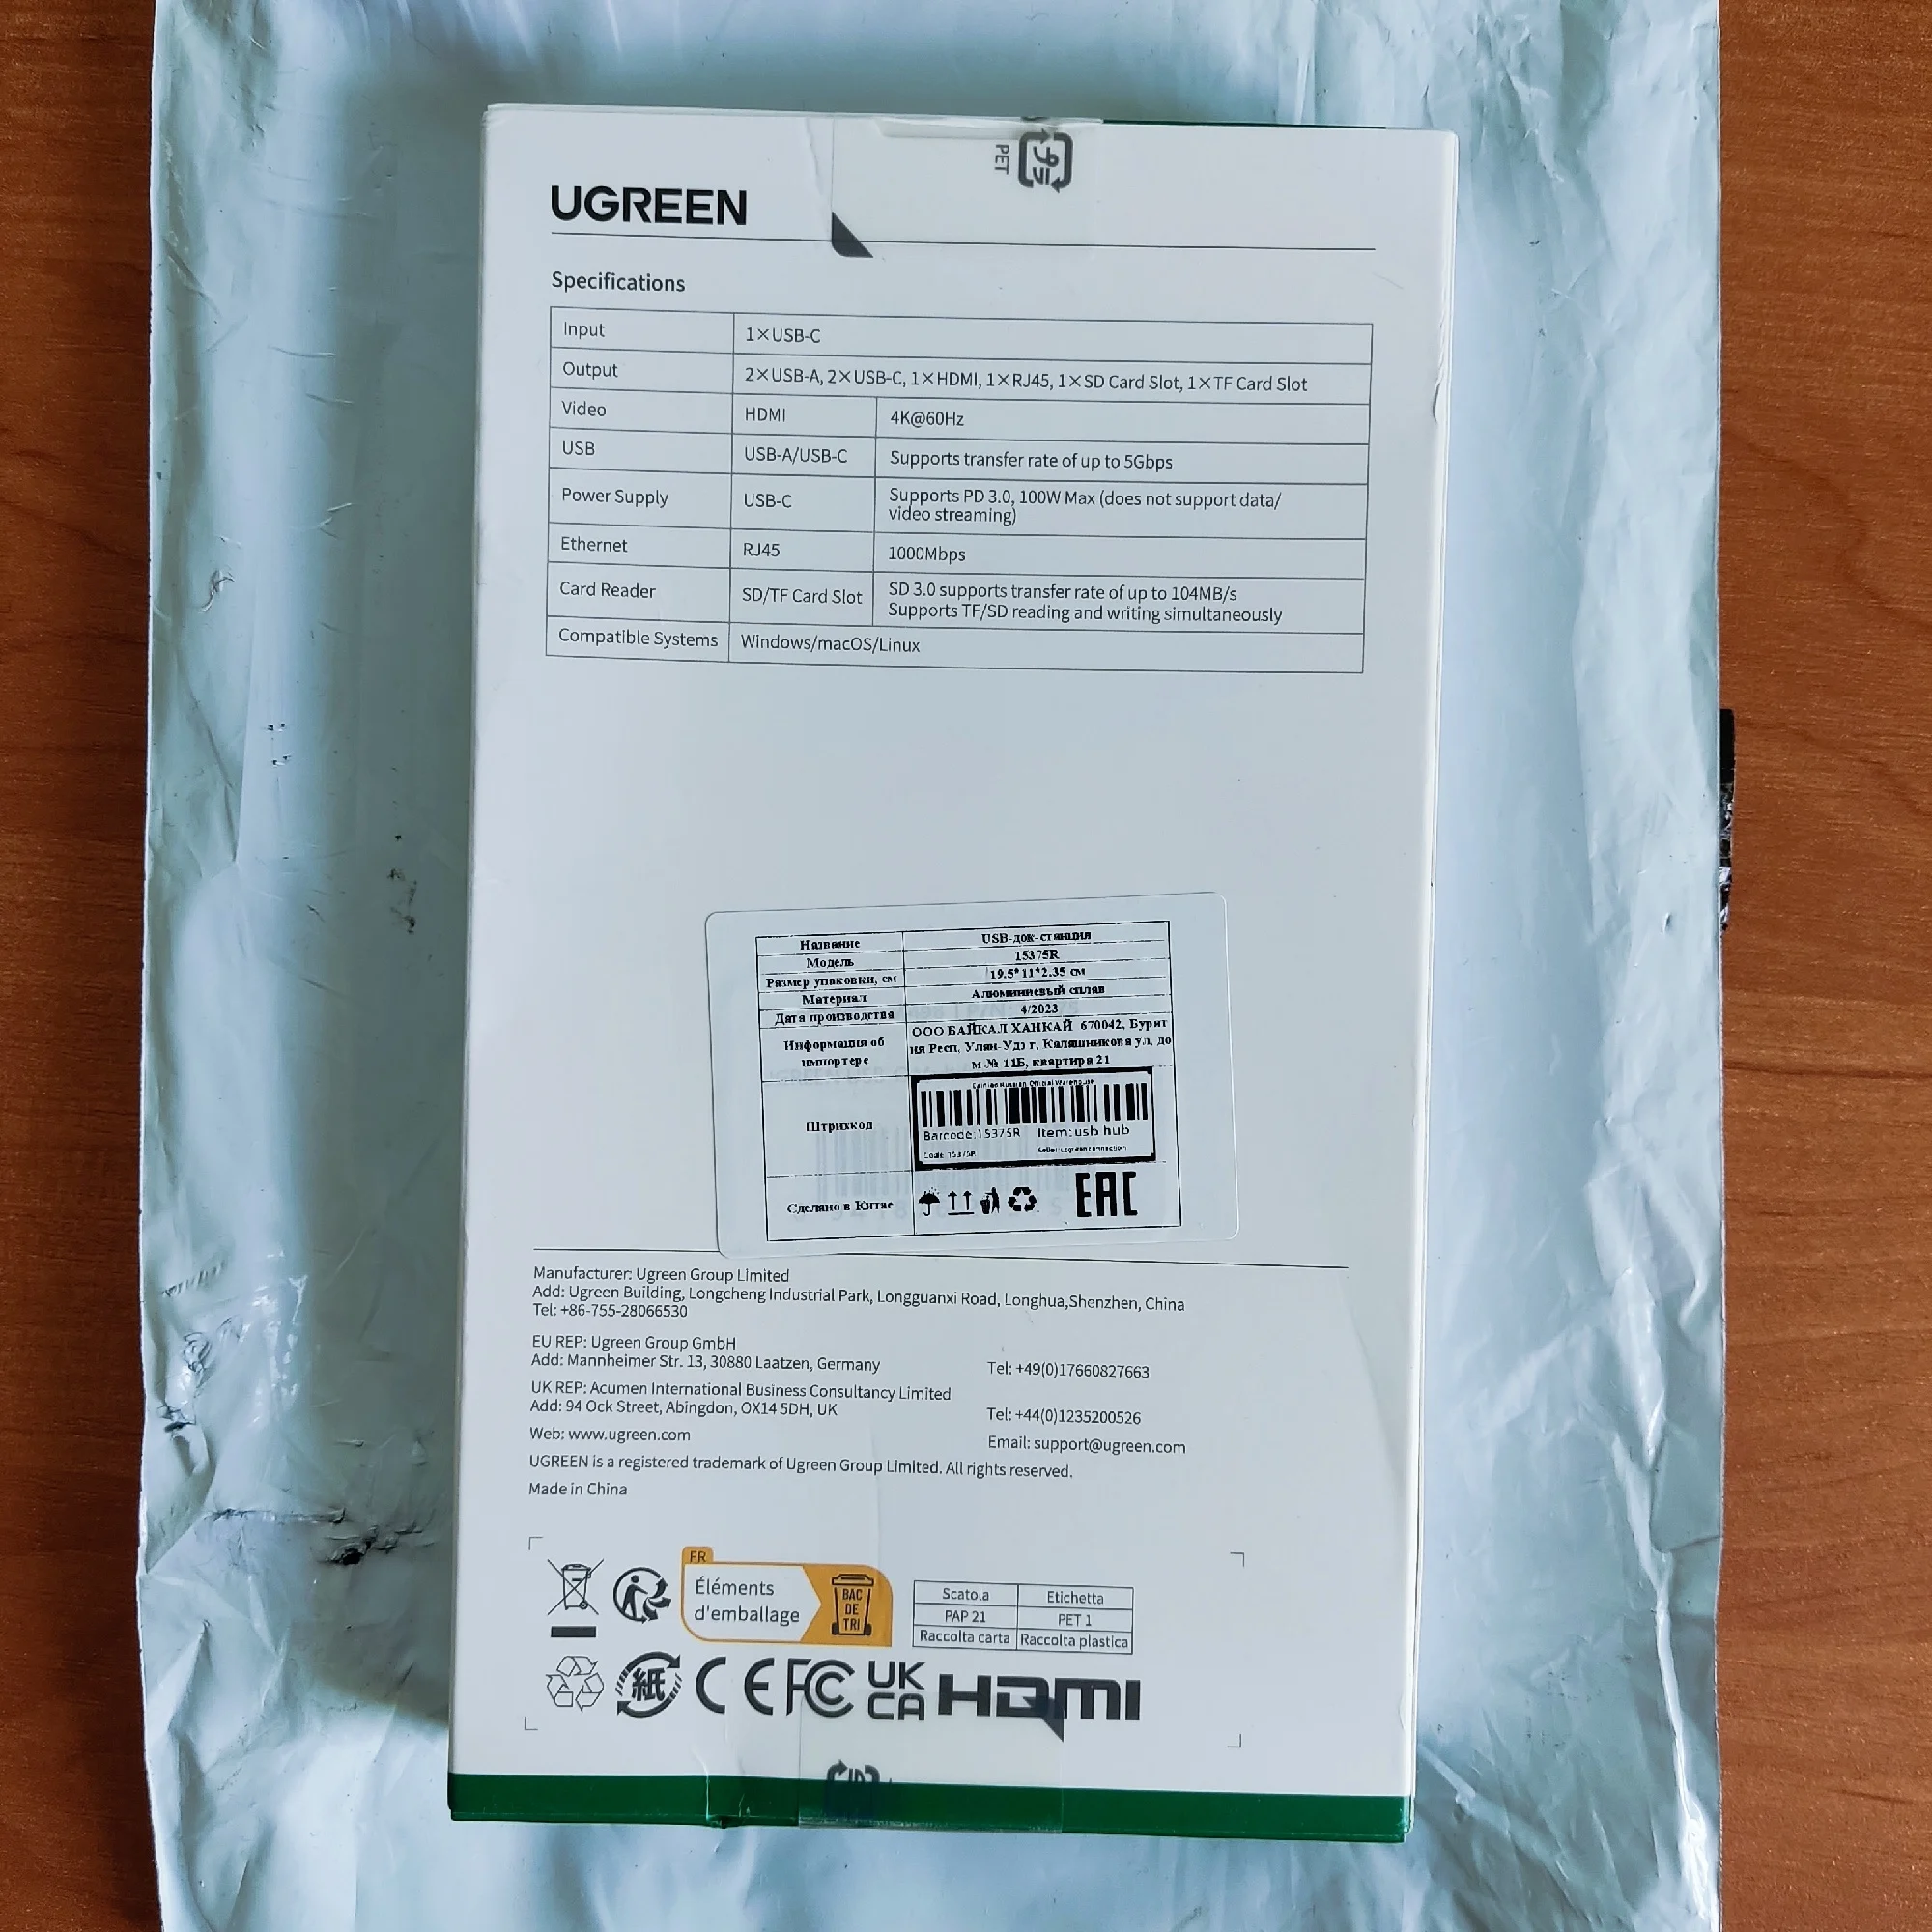 PET
UGREEN
Specifications
Input 1×USB-C
Output 2×USB-A, 2×USB-C, 1×HDMI, 1×RJ45, 1×SD Card Slot, 1×TF Card Slot
Video HDMI 4K@60Hz
USB USB-A/USB-C Supports transfer rate of up to 5Gbps
Power Supply USB-C Supports PD 3.0, 100W Max (does not support data/
video streaming)
Ethernet RJ45 1000Mbps
Card Reader SD/TF Card Slot SD 3.0 supports transfer rate of up to 104MB/s
Supports TF/SD reading and writing simultaneously
Compatible Systems Windows/macOS/Linux
Название USB-док-станция
Модель 15375R
Размер упаковки, см 19.5*11*2.35 см
Материал Алюминиевый сплав
Дата производства 4/2023
Информация об импортере ООО БАЙКАЛ ХАНКАЙ 670042, Бурят
ия Респ, Улан-Удэ г, Калашникова ул, до
м № 11Б, квартира 21
Штрихкод
Barcode:15375R Item:usb hub
Code: 15375R
Сделано в Китае EAC
Manufacturer: Ugreen Group Limited
Add: Ugreen Building, Longcheng Industrial Park, Longguanxi Road, Longhua,Shenzhen, China
Tel: +86-755-28066530
EU REP: Ugreen Group GmbH
Add: Mannheimer Str. 13, 30880 Laatzen, Germany Tel: +49(0)17660827663
UK REP: Acumen International Business Consultancy Limited
Add: 94 Ock Street, Abingdon, OX14 5DH, UK Tel: +44(0)1235200526
Web: www.ugreen.com Email: support@ugreen.com
UGREEN is a registered trademark of Ugreen Group Limited. All rights reserved.
Made in China
FR
Éléments
d'emballage
BAC
DE
TRI
Scatola Etichetta
PAP 21 PET 1
Raccolta carta Raccolta plastica
紙 CE FC UK
CA HDMI